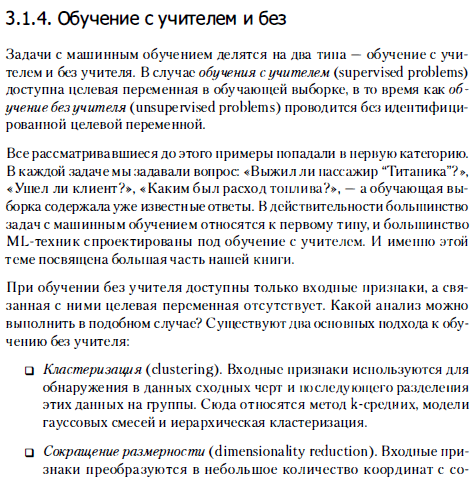 3.1.4. Обучение с учителем и без
Задачи с машинным обучением делятся на два типа — обучение с учи-
телем и без учителя. В случае обучения с учителем (supervised problems)
доступна целевая переменная в обучающей выборке, в то время как об-
учение без учителя (unsupervised problems) проводится без идентифици-
рованной целевой переменной.
Все рассматривавшиеся до этого примеры попадали в первую категорию.
В каждой задаче мы задавали вопрос: «Выжил ли пассажир “Титаника”?»,
«Ушел ли клиент?», «Каким был расход топлива?», — а обучающая вы-
борка содержала уже известные ответы. В действительности большинство
задач с машинным обучением относятся к первому типу, и большинство
ML-техник спроектированы под обучение с учителем. И именно этой
теме посвящена большая часть нашей книги.
При обучении без учителя доступны только входные признаки, а свя-
занная с ними целевая переменная отсутствует. Какой анализ можно
выполнить в подобном случае? Существуют два основных подхода к обу-
чению без учителя:
❑ Кластеризация (clustering). Входные признаки используются для
обнаружения в данных сходных черт и последующего разделения
этих данных на группы. Сюда относятся метод k-средних, модели
гауссовых смесей и иерархическая кластеризация.
❑ Сокращение размерности (dimensionality reduction). Входные при-
знаки преобразуются в небольшое количество координат с со-